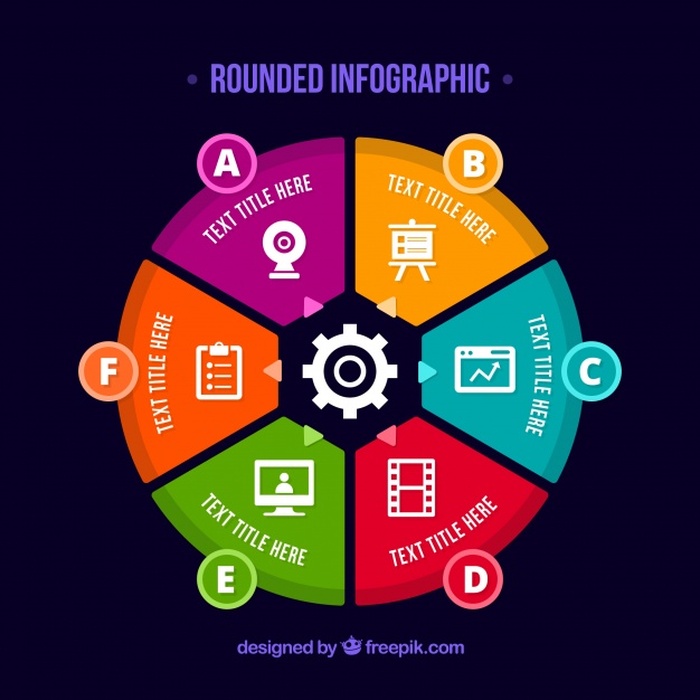 ROUNDED INFOGRAPHIC
A
TEXT TITLE HERE
B
TEXT TITLE HERE
C
TEXT TITLE HERE
D
TEXT TITLE HERE
E
TEXT TITLE HERE
F
TEXT TITLE HERE
designed by freepik.com